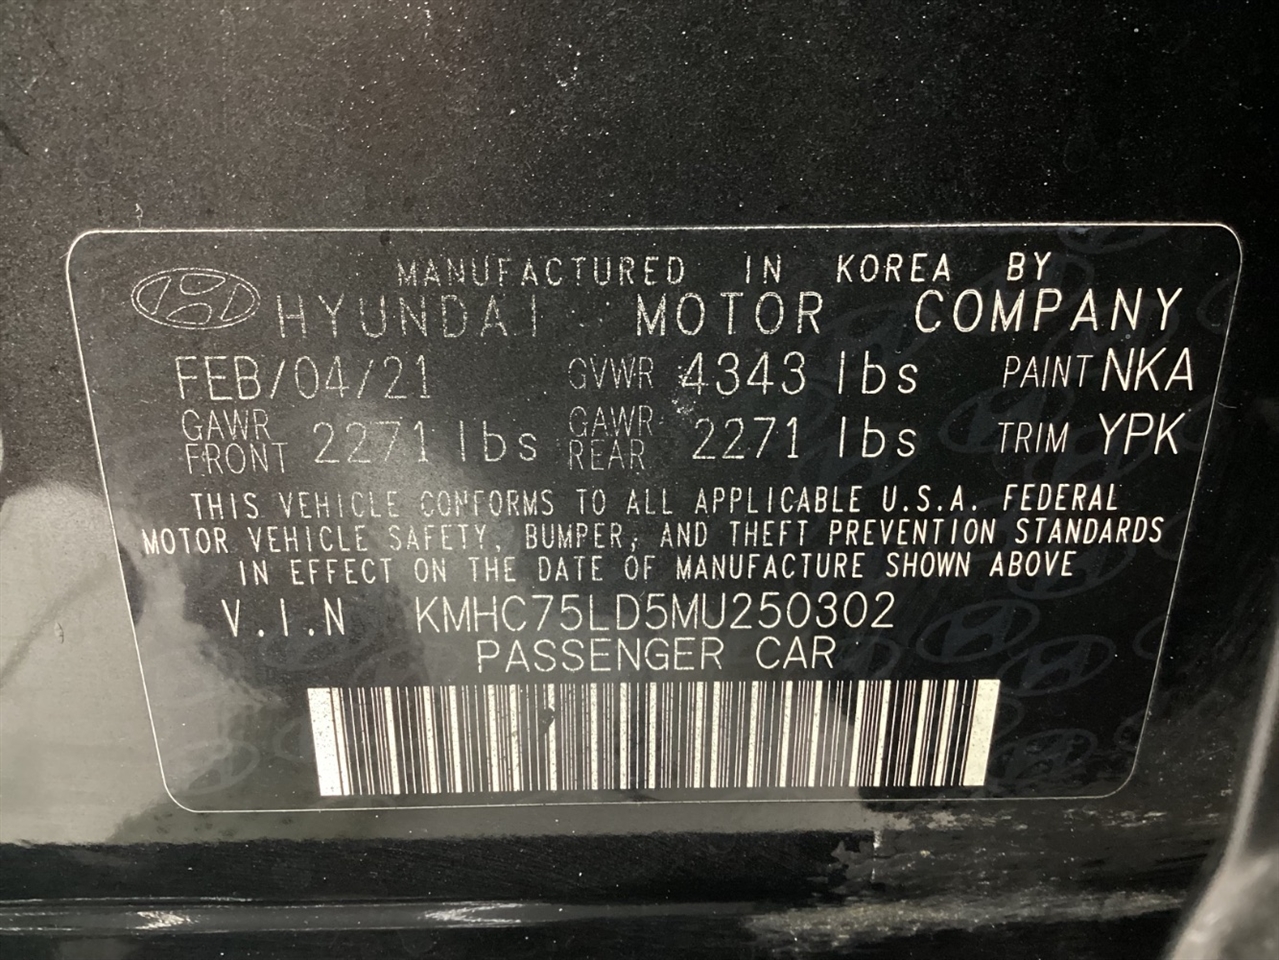 MANUFACTURED IN KOREA BY
HYUNDAI MOTOR COMPANY
FEB/04/21 GVWR 4343 lbs PAINT NKA
GAWR FRONT 2271 lbs GAWR REAR 2271 lbs TRIM YPK
THIS VEHICLE CONFORMS TO ALL APPLICABLE U.S.A. FEDERAL
MOTOR VEHICLE SAFETY, BUMPER, AND THEFT PREVENTION STANDARDS
IN EFFECT ON THE DATE OF MANUFACTURE SHOWN ABOVE
V.I.N KMHC75LD5MU250302
PASSENGER CAR